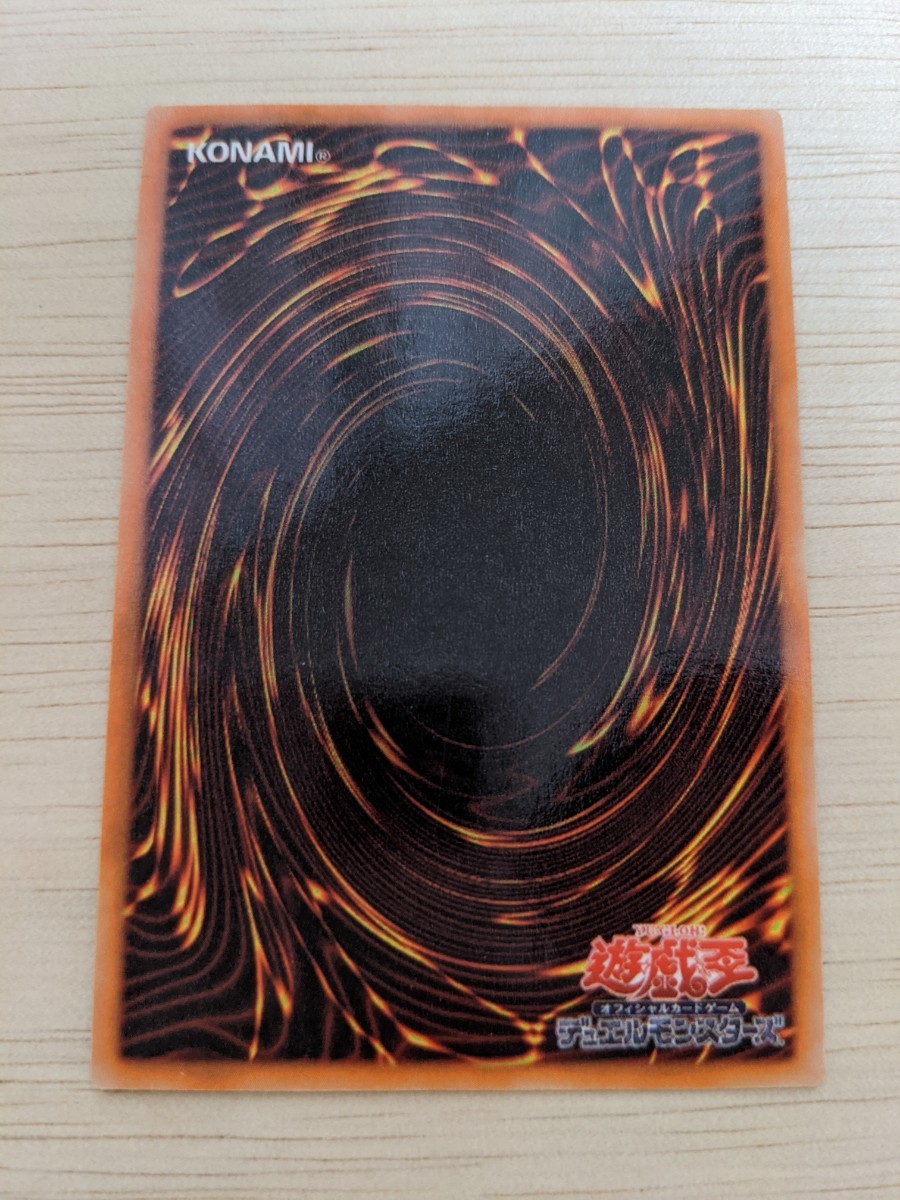 KONAMI®
YU-GI-OH!
遊戯王
オフィシャルカードゲーム
デュエルモンスターズ